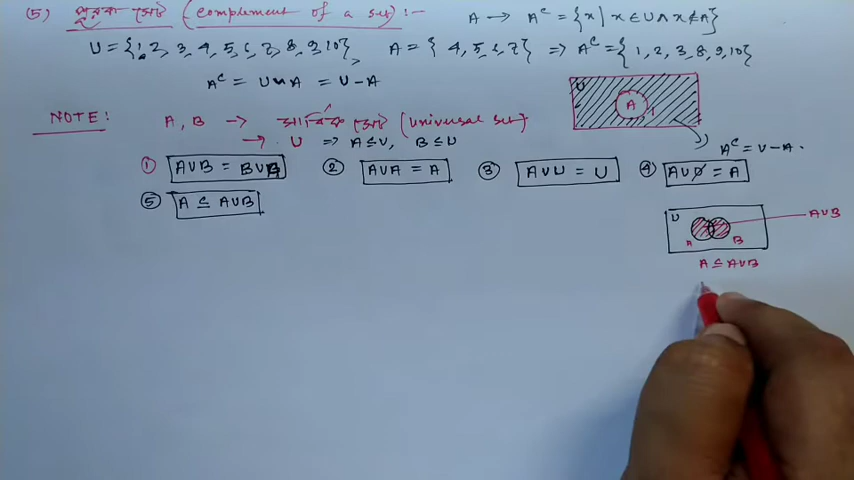 (5) পূরক সেট (complement of a set) :- A → A^c = {x | x ∈ U ∧ x ∉ A}
U = {1, 2, 3, 4, 5, 6, 7, 8, 9, 10}, A = { 4, 5, 6, 7} ⇒ A^c = {1, 2, 3, 8, 9, 10}
A^c = U ∖ A = U - A
U
A
A^c = U - A.
NOTE: A, B → সেট (universal set)
→ U ⇒ A ⊆ U, B ⊆ U
① A∪B = B∪A ② A∪A = A ③ A∪U = U ④ A∪∅ = A
⑤ A ⊆ A∪B
U
A∪B
A B
A ⊆ A∪B